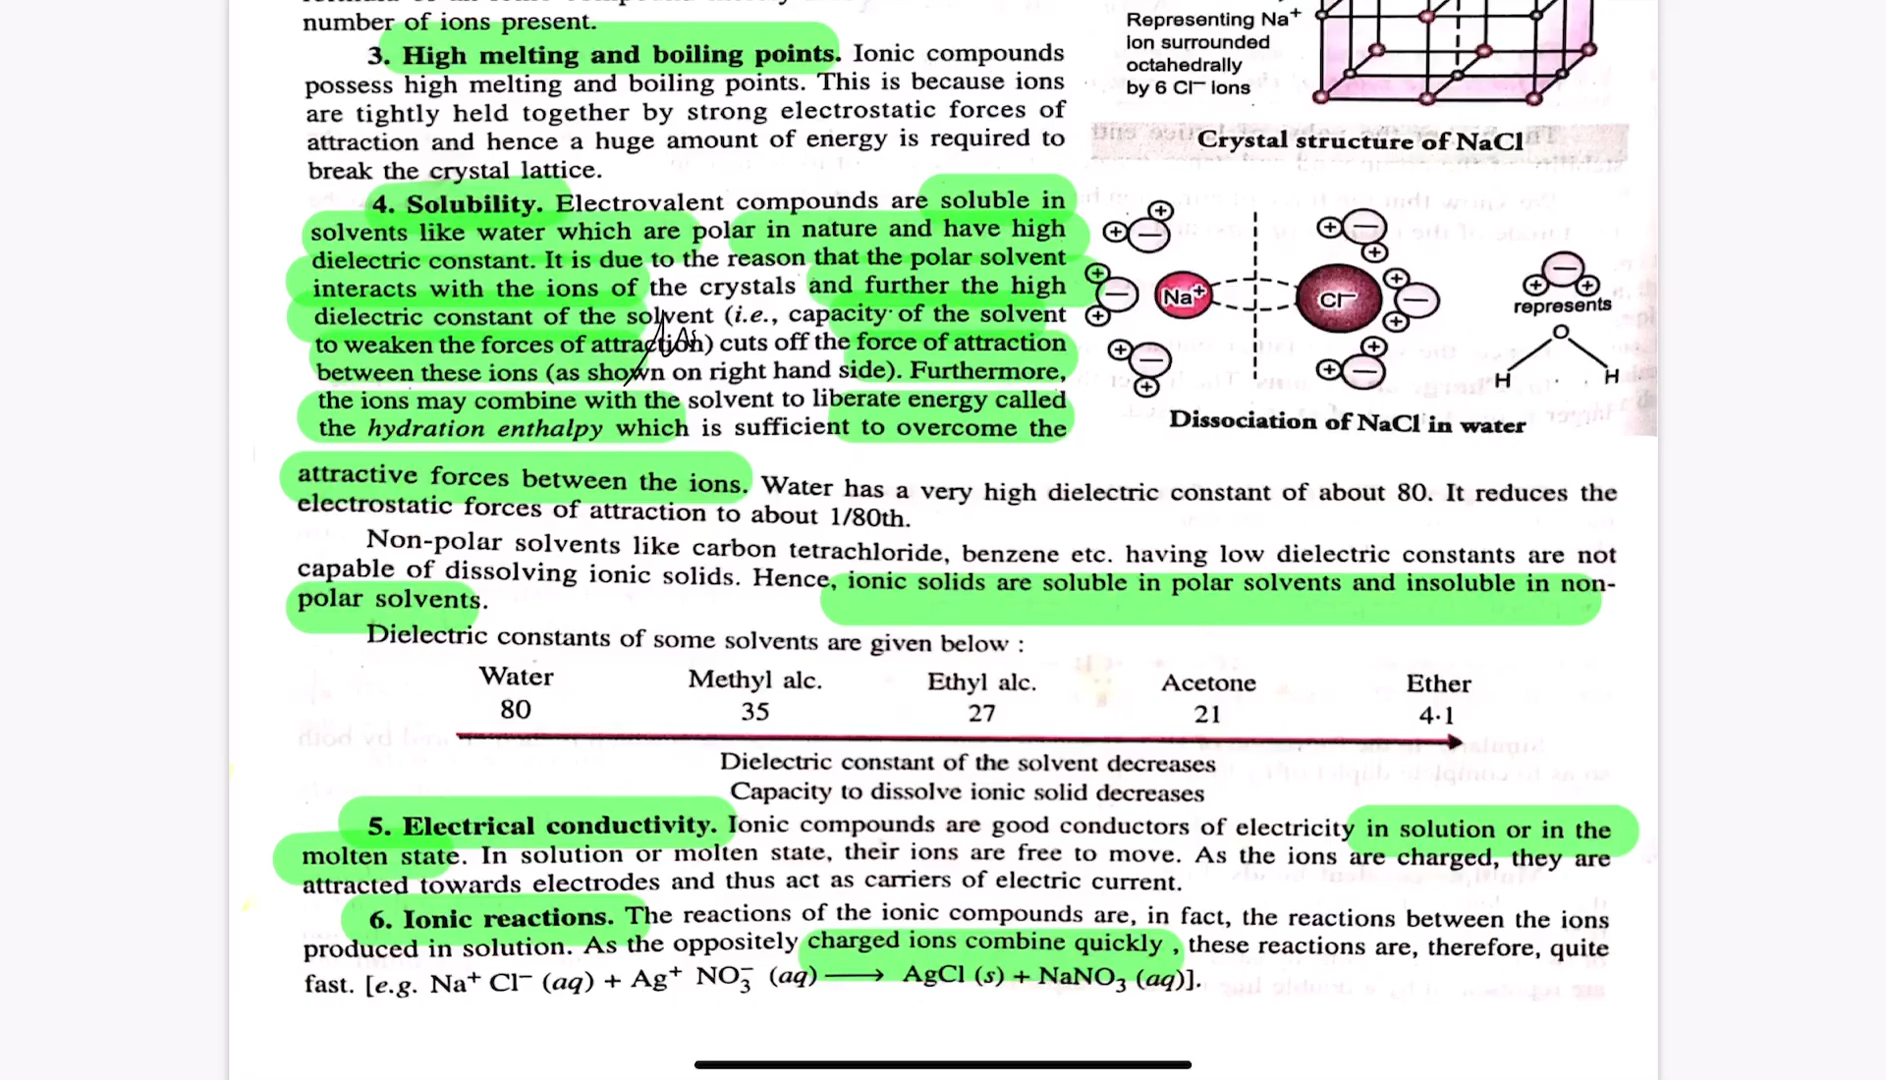 number of ions present.
3. High melting and boiling points. Ionic compounds
possess high melting and boiling points. This is because ions
are tightly held together by strong electrostatic forces of
attraction and hence a huge amount of energy is required to
break the crystal lattice.
Representing Na⁺
Ion surrounded
octahedrally
by 6 Cl⁻ Ions
Crystal structure of NaCl
4. Solubility. Electrovalent compounds are soluble in
solvents like water which are polar in nature and have high
dielectric constant. It is due to the reason that the polar solvent
interacts with the ions of the crystals and further the high
dielectric constant of the solvent (i.e., capacity of the solvent
to weaken the forces of attraction) cuts off the force of attraction
between these ions (as shown on right hand side). Furthermore,
the ions may combine with the solvent to liberate energy called
the hydration enthalpy which is sufficient to overcome the
Na⁺
Cl⁻
represents
O
H H
Dissociation of NaCl in water
attractive forces between the ions. Water has a very high dielectric constant of about 80. It reduces the
electrostatic forces of attraction to about 1/80th.
Non-polar solvents like carbon tetrachloride, benzene etc. having low dielectric constants are not
capable of dissolving ionic solids. Hence, ionic solids are soluble in polar solvents and insoluble in non-
polar solvents.
Dielectric constants of some solvents are given below :
Water Methyl alc. Ethyl alc. Acetone Ether
80 35 27 21 4·1
Dielectric constant of the solvent decreases
Capacity to dissolve ionic solid decreases
5. Electrical conductivity. Ionic compounds are good conductors of electricity in solution or in the
molten state. In solution or molten state, their ions are free to move. As the ions are charged, they are
attracted towards electrodes and thus act as carriers of electric current.
6. Ionic reactions. The reactions of the ionic compounds are, in fact, the reactions between the ions
produced in solution. As the oppositely charged ions combine quickly , these reactions are, therefore, quite
fast. [e.g. Na⁺ Cl⁻ (aq) + Ag⁺ NO₃⁻ (aq) ⟶ AgCl (s) + NaNO₃ (aq)].